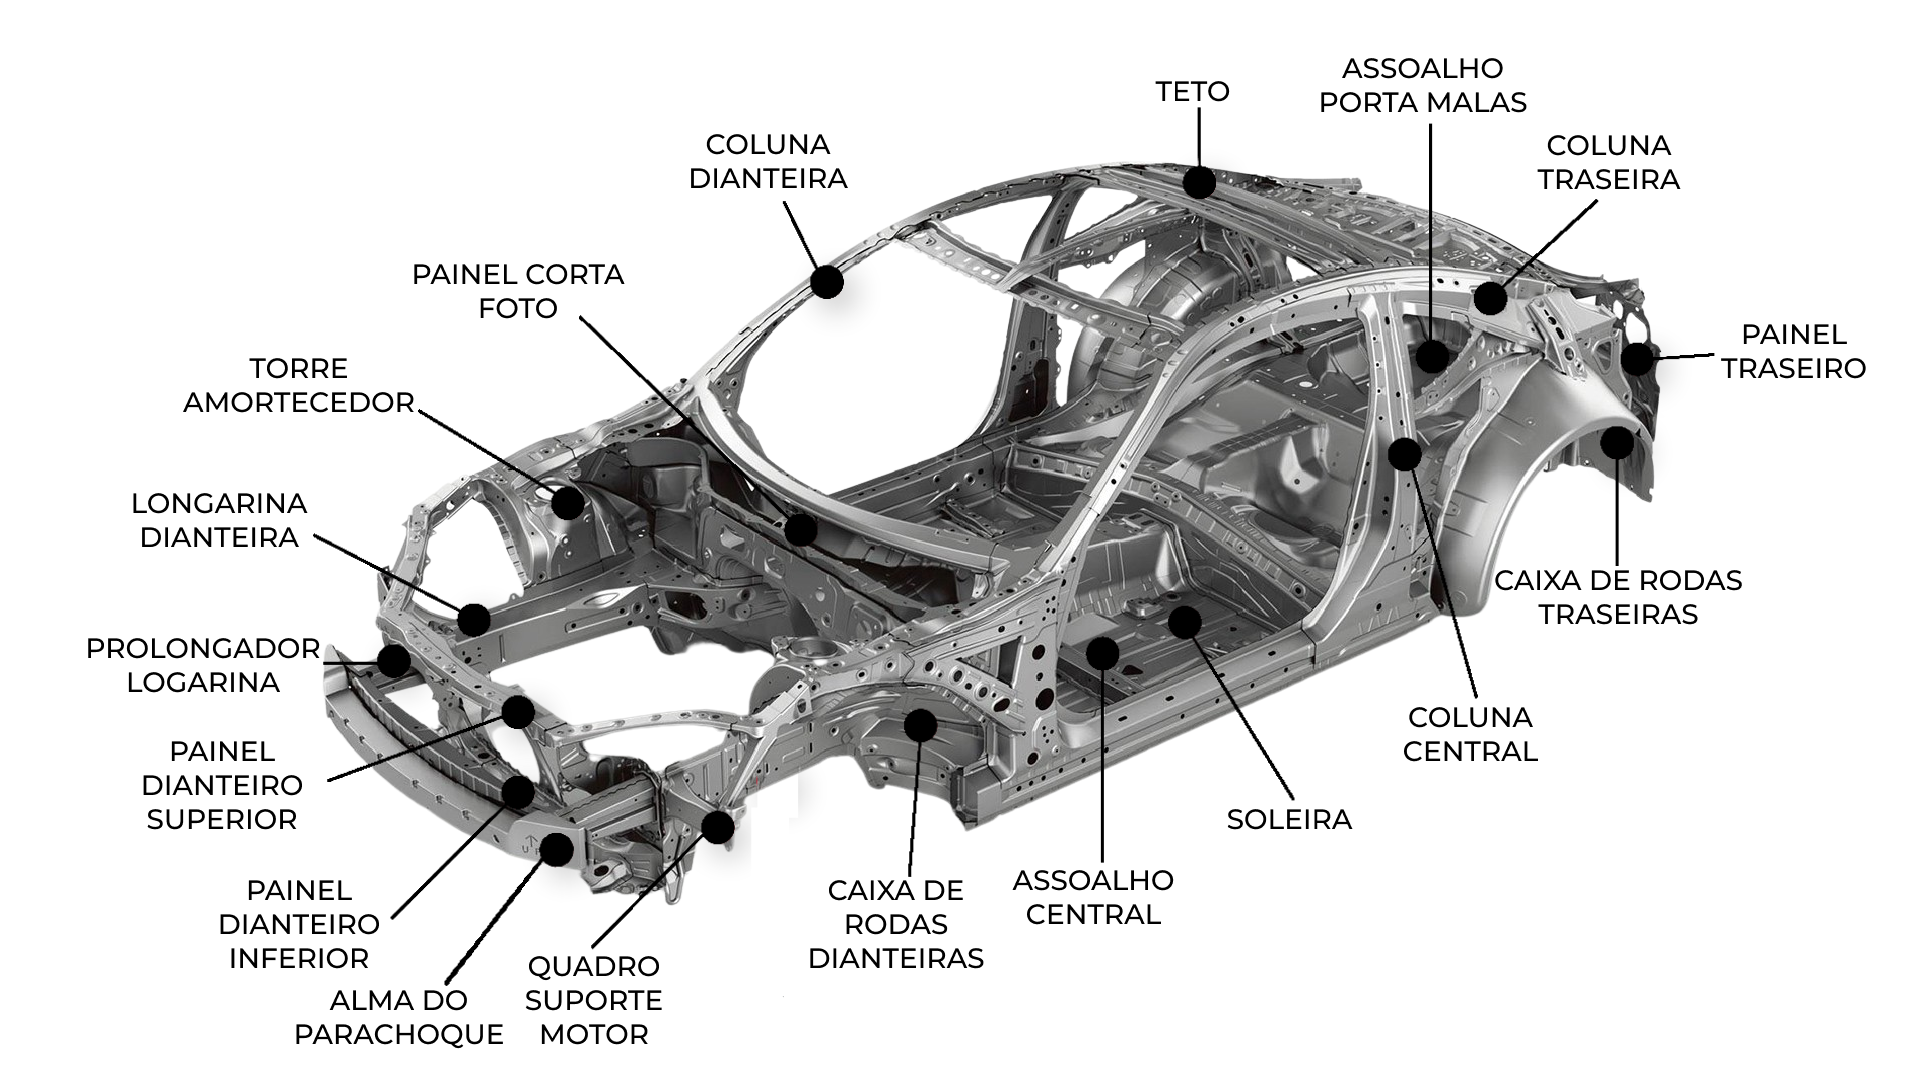 TETO
ASSOALHO
PORTA MALAS
COLUNA
DIANTEIRA
COLUNA
TRASEIRA
PAINEL CORTA
FOTO
PAINEL
TRASEIRO
TORRE
AMORTECEDOR
LONGARINA
DIANTEIRA
CAIXA DE RODAS
TRASEIRAS
PROLONGADOR
LOGARINA
COLUNA
CENTRAL
PAINEL
DIANTEIRO
SUPERIOR
SOLEIRA
PAINEL
DIANTEIRO
INFERIOR
CAIXA DE
RODAS
DIANTEIRAS
ASSOALHO
CENTRAL
ALMA DO
PARACHOQUE
QUADRO
SUPORTE
MOTOR